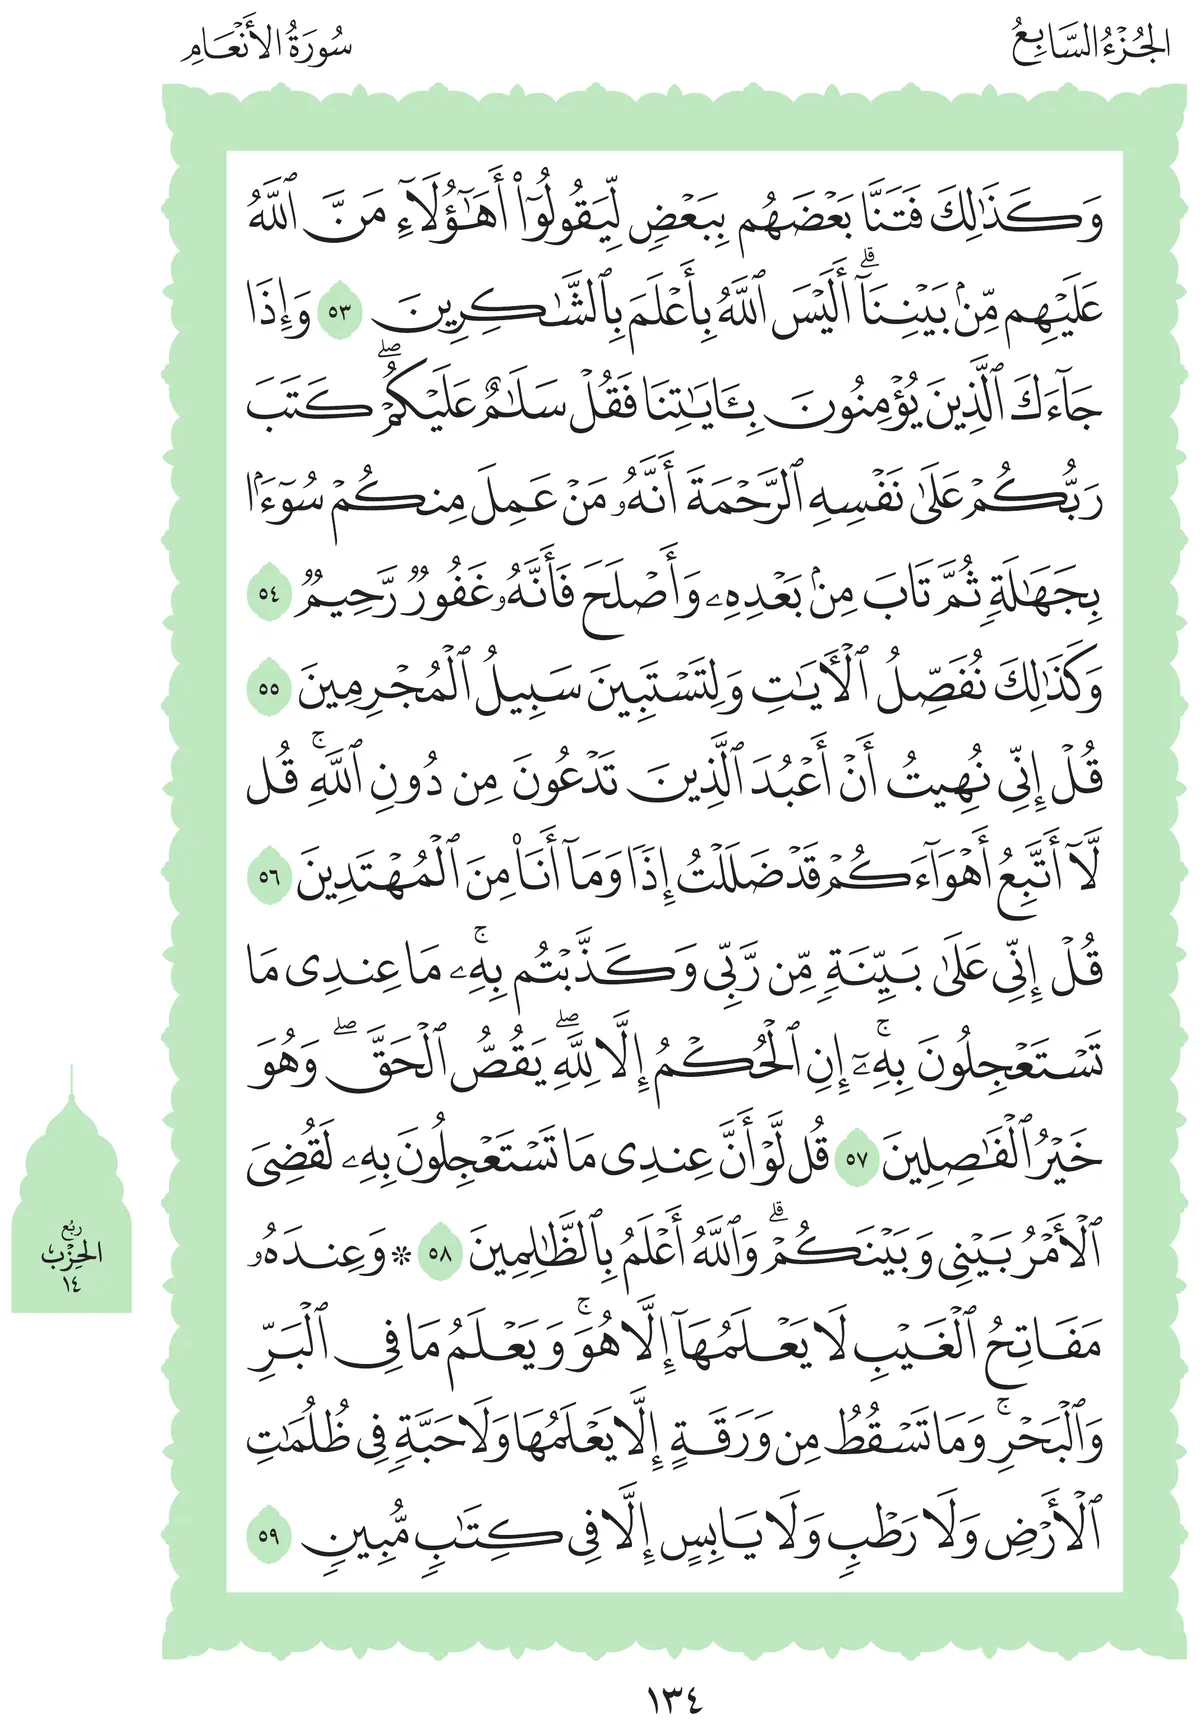 الجُزْءُ السَّابِعُ
سُورَةُ الأَنْعَامِ
وَكَذَٰلِكَ فَتَنَّا بَعْضَهُم بِبَعْضٍ لِّيَقُولُوٓا۟ أَهَـٰٓؤُلَآءِ مَنَّ ٱللَّهُ
عَلَيْهِم مِّنۢ بَيْنِنَآ ۗ أَلَيْسَ ٱللَّهُ بِأَعْلَمَ بِٱلشَّـٰكِرِينَ ٥٣ وَإِذَا
جَآءَكَ ٱلَّذِينَ يُؤْمِنُونَ بِـَٔايَـٰتِنَا فَقُلْ سَلَـٰمٌ عَلَيْكُمْ ۖ كَتَبَ
رَبُّكُمْ عَلَىٰ نَفْسِهِ ٱلرَّحْمَةَ أَنَّهُۥ مَنْ عَمِلَ مِنكُمْ سُوٓءًۢا
بِجَهَـٰلَةٍ ثُمَّ تَابَ مِنۢ بَعْدِهِۦ وَأَصْلَحَ فَأَنَّهُۥ غَفُورٌ رَّحِيمٌ ٥٤
وَكَذَٰلِكَ نُفَصِّلُ ٱلْـَٔايَـٰتِ وَلِتَسْتَبِينَ سَبِيلُ ٱلْمُجْرِمِينَ ٥٥
قُلْ إِنِّى نُهِيتُ أَنْ أَعْبُدَ ٱلَّذِينَ تَدْعُونَ مِن دُونِ ٱللَّهِ ۚ قُل
لَّآ أَتَّبِعُ أَهْوَآءَكُمْ قَدْ ضَلَلْتُ إِذًا وَمَآ أَنَا۠ مِنَ ٱلْمُهْتَدِينَ ٥٦
قُلْ إِنِّى عَلَىٰ بَيِّنَةٍ مِّن رَّبِّى وَكَذَّبْتُم بِهِۦ ۚ مَا عِندِى مَا
تَسْتَعْجِلُونَ بِهِۦٓ ۚ إِنِ ٱلْحُكْمُ إِلَّا لِلَّهِ ۖ يَقُصُّ ٱلْحَقَّ ۖ وَهُوَ
خَيْرُ ٱلْفَـٰصِلِينَ ٥٧ قُل لَّوْ أَنَّ عِندِى مَا تَسْتَعْجِلُونَ بِهِۦ لَقُضِىَ
ٱلْأَمْرُ بَيْنِى وَبَيْنَكُمْ ۗ وَٱللَّهُ أَعْلَمُ بِٱلظَّـٰلِمِينَ ٥٨ ۞ وَعِندَهُۥ
مَفَاتِحُ ٱلْغَيْبِ لَا يَعْلَمُهَآ إِلَّا هُوَ ۚ وَيَعْلَمُ مَا فِى ٱلْبَرِّ
وَٱلْبَحْرِ ۚ وَمَا تَسْقُطُ مِن وَرَقَةٍ إِلَّا يَعْلَمُهَا وَلَا حَبَّةٍ فِى ظُلُمَـٰتِ
ٱلْأَرْضِ وَلَا رَطْبٍ وَلَا يَابِسٍ إِلَّا فِى كِتَـٰبٍ مُّبِينٍ ٥٩
رُبع
الحِزْب
١٤
١٣٤